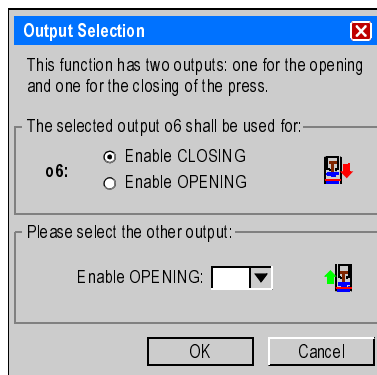 Output Selection
This function has two outputs: one for the opening
and one for the closing of the press.
The selected output o6 shall be used for:
o6:
Enable CLOSING
Enable OPENING
Please select the other output:
Enable OPENING:
OK
Cancel